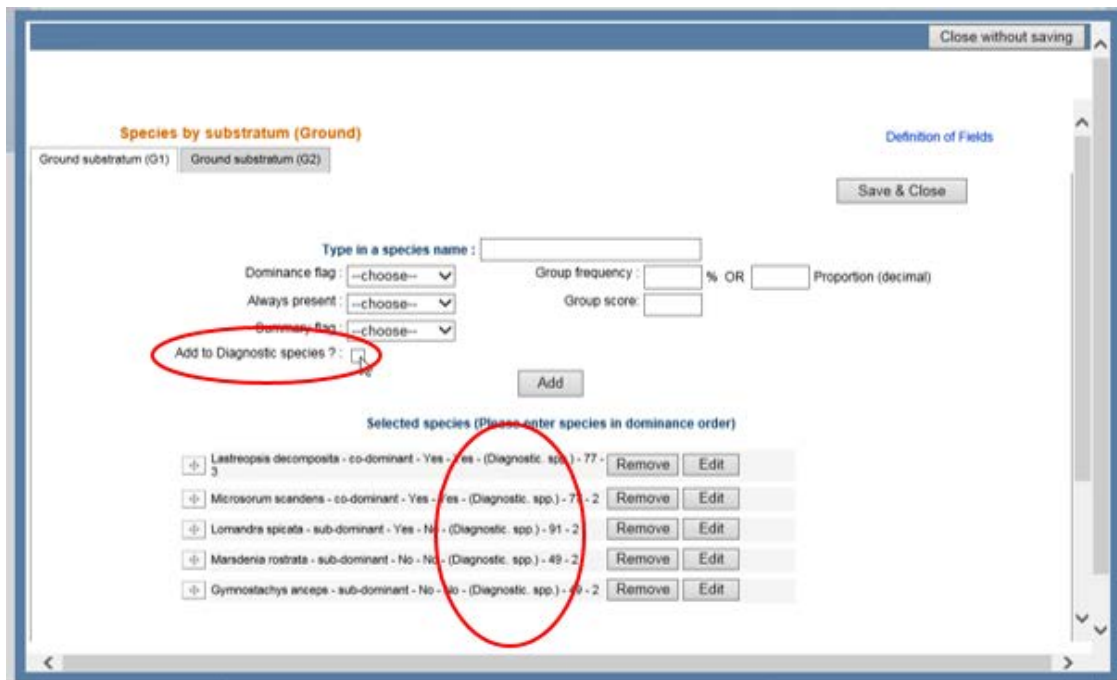 Close without saving
Species by substratum (Ground)
Definition of Fields
Ground substratum (G1) Ground substratum (G2)
Save & Close
Type in a species name :
Dominance flag : --choose-- Group frequency : % OR Proportion (decimal)
Always present : --choose-- Group score:
Summary flag : --choose--
Add to Diagnostic species ? :
Add
Selected species (Please enter species in dominance order)
Lastreopsis decomposita - co-dominant - Yes - Yes - (Diagnostic. spp.) - 77 - Remove Edit
3
Microsorum scandens - co-dominant - Yes - Yes - (Diagnostic. spp.) - 77 - 2 Remove Edit
Lomandra spicata - sub-dominant - Yes - No - (Diagnostic. spp.) - 91 - 2 Remove Edit
Marsdenia rostrata - sub-dominant - No - No - (Diagnostic. spp.) - 49 - 2 Remove Edit
Gymnostachys anceps - sub-dominant - No - No - (Diagnostic. spp.) - 49 - 2 Remove Edit